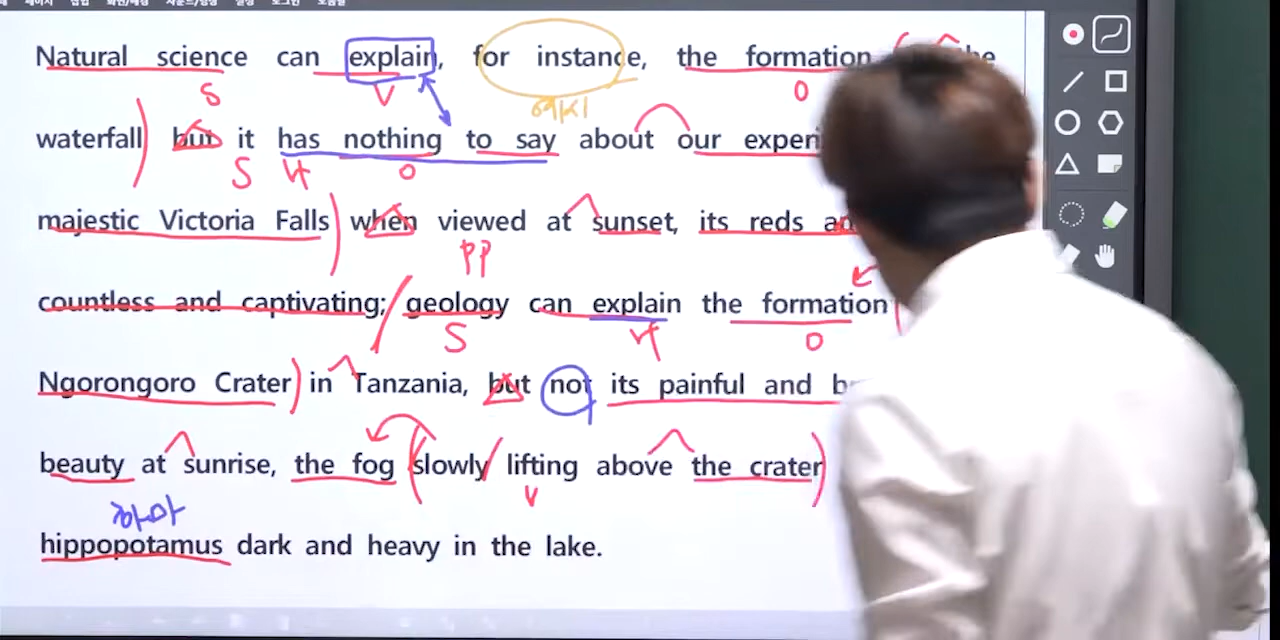 Natural science can explain, for instance, the formation
S V 예시 O
waterfall) but it has nothing to say about our experi
S V O
majestic Victoria Falls) when viewed at sunset, its reds
PP
countless and captivating; geology can explain the formation
S V O
Ngorongoro Crater) in Tanzania, but not its painful and
beauty at sunrise, the fog (slowly/ lifting above the crater)
V
하마
hippopotamus dark and heavy in the lake.